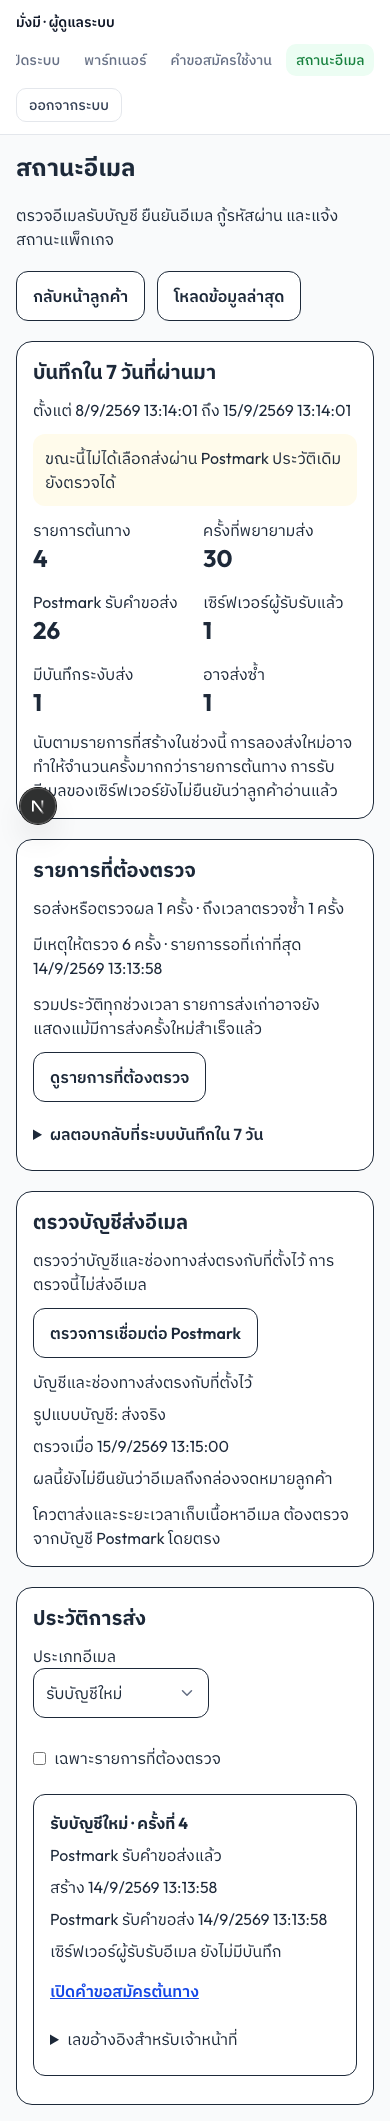 มั่งมี · ผู้ดูแลระบบ
พาร์ทเนอร์ คำขอสมัครใช้งาน สถานะอีเมล
ออกจากระบบ
สถานะอีเมล
ตรวจอีเมลรับบัญชี ยืนยันอีเมล กู้รหัสผ่าน และแจ้ง
สถานะแพ็กเกจ
กลับหน้าลูกค้า โหลดข้อมูลล่าสุด
บันทึกใน 7 วันที่ผ่านมา
ตั้งแต่ 8/9/2569 13:14:01 ถึง 15/9/2569 13:14:01
ขณะนี้ไม่ได้เลือกส่งผ่าน Postmark ประวัติเดิม
ยังตรวจได้
รายการต้นทาง ครั้งที่พยายามส่ง
4 30
Postmark รับคำขอส่ง เซิร์ฟเวอร์ผู้รับรับแล้ว
26 1
มีบันทึกระงับส่ง อาจส่งซ้ำ
1 1
นับตามรายการที่สร้างในช่วงนี้ การลองส่งใหม่อาจ
ทำให้จำนวนครั้งมากกว่ารายการต้นทาง การรับ
อีเมลของเซิร์ฟเวอร์ยังไม่ยืนยันว่าลูกค้าอ่านแล้ว
N
รายการที่ต้องตรวจ
รอส่งหรือตรวจผล 1 ครั้ง · ถึงเวลาตรวจซ้ำ 1 ครั้ง
มีเหตุให้ตรวจ 6 ครั้ง · รายการรอที่เก่าที่สุด
14/9/2569 13:13:58
รวมประวัติทุกช่วงเวลา รายการส่งเก่าอาจยัง
แสดงแม้มีการส่งครั้งใหม่สำเร็จแล้ว
ดูรายการที่ต้องตรวจ
ผลตอบกลับที่ระบบบันทึกใน 7 วัน
ตรวจบัญชีส่งอีเมล
ตรวจว่าบัญชีและช่องทางส่งตรงกับที่ตั้งไว้ การ
ตรวจนี้ไม่ส่งอีเมล
ตรวจการเชื่อมต่อ Postmark
บัญชีและช่องทางส่งตรงกับที่ตั้งไว้
รูปแบบบัญชี: ส่งจริง
ตรวจเมื่อ 15/9/2569 13:15:00
ผลนี้ยังไม่ยืนยันว่าอีเมลถึงกล่องจดหมายลูกค้า
โควตาส่งและระยะเวลาเก็บเนื้อหาอีเมล ต้องตรวจ
จากบัญชี Postmark โดยตรง
ประวัติการส่ง
ประเภทอีเมล
รับบัญชีใหม่
เฉพาะรายการที่ต้องตรวจ
รับบัญชีใหม่ · ครั้งที่ 4
Postmark รับคำขอส่งแล้ว
สร้าง 14/9/2569 13:13:58
Postmark รับคำขอส่ง 14/9/2569 13:13:58
เซิร์ฟเวอร์ผู้รับรับอีเมล ยังไม่มีบันทึก
เปิดคำขอสมัครต้นทาง
เลขอ้างอิงสำหรับเจ้าหน้าที่